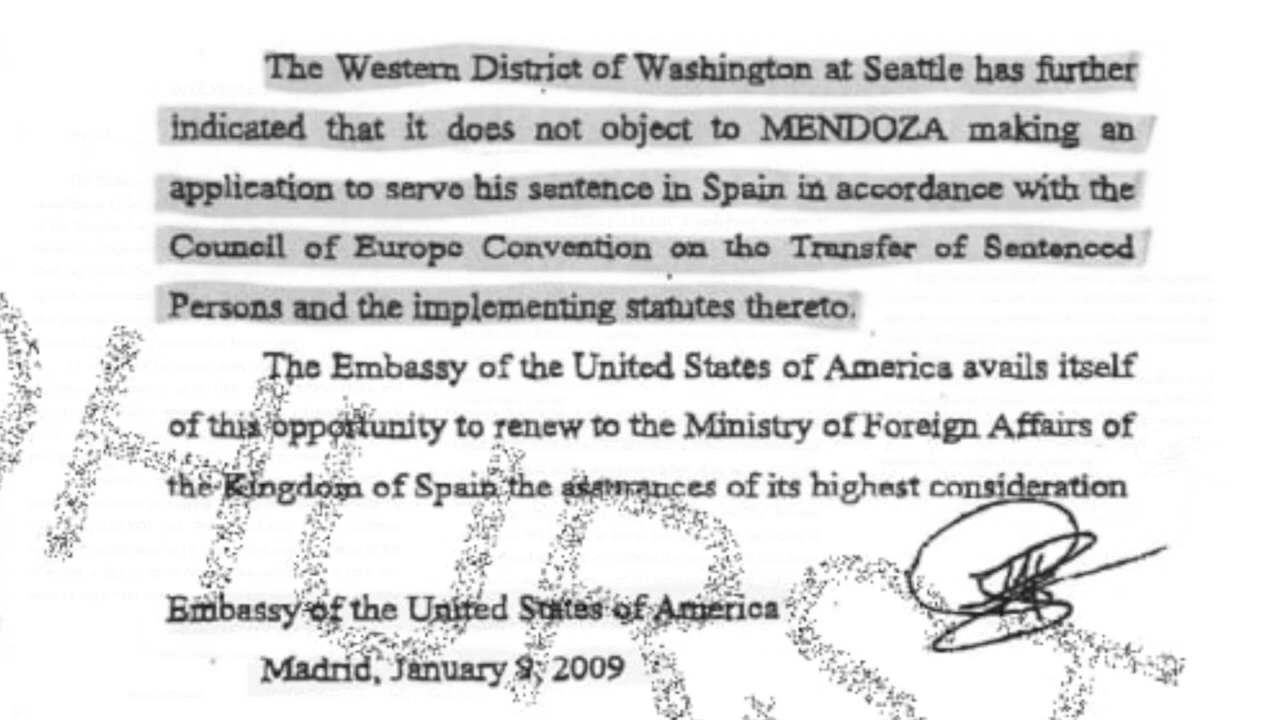 The Western District of Washington at Seattle has further
indicated that it does not object to MENDOZA making an
application to serve his sentence in Spain in accordance with the
Council of Europe Convention on the Transfer of Sentenced
Persons and the implementing statutes thereto.
The Embassy of the United States of America avails itself
of this opportunity to renew to the Ministry of Foreign Affairs of
the Kingdom of Spain the assurances of its highest consideration
Embassy of the United States of America
Madrid, January 9, 2009